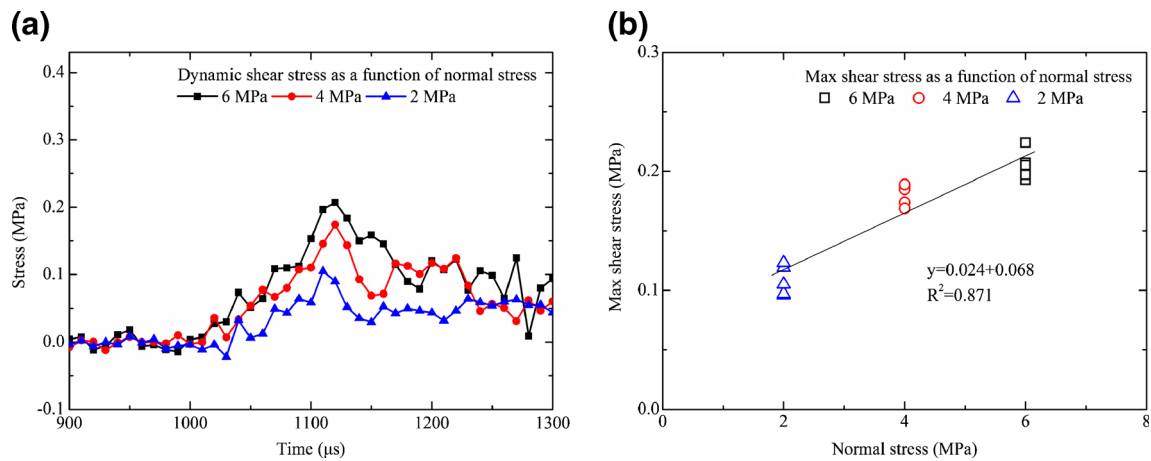 (a)
Dynamic shear stress as a function of normal stress
6 MPa 4 MPa 2 MPa
Stress (MPa)
0.4
0.3
0.2
0.1
0.0
-0.1
900 1000 1100 1200 1300
Time (μs)
(b)
Max shear stress as a function of normal stress
6 MPa 4 MPa 2 MPa
Max shear stress (MPa)
0.3
0.2
0.1
0.0
y=0.024+0.068
R²=0.871
0 2 4 6 8
Normal stress (MPa)